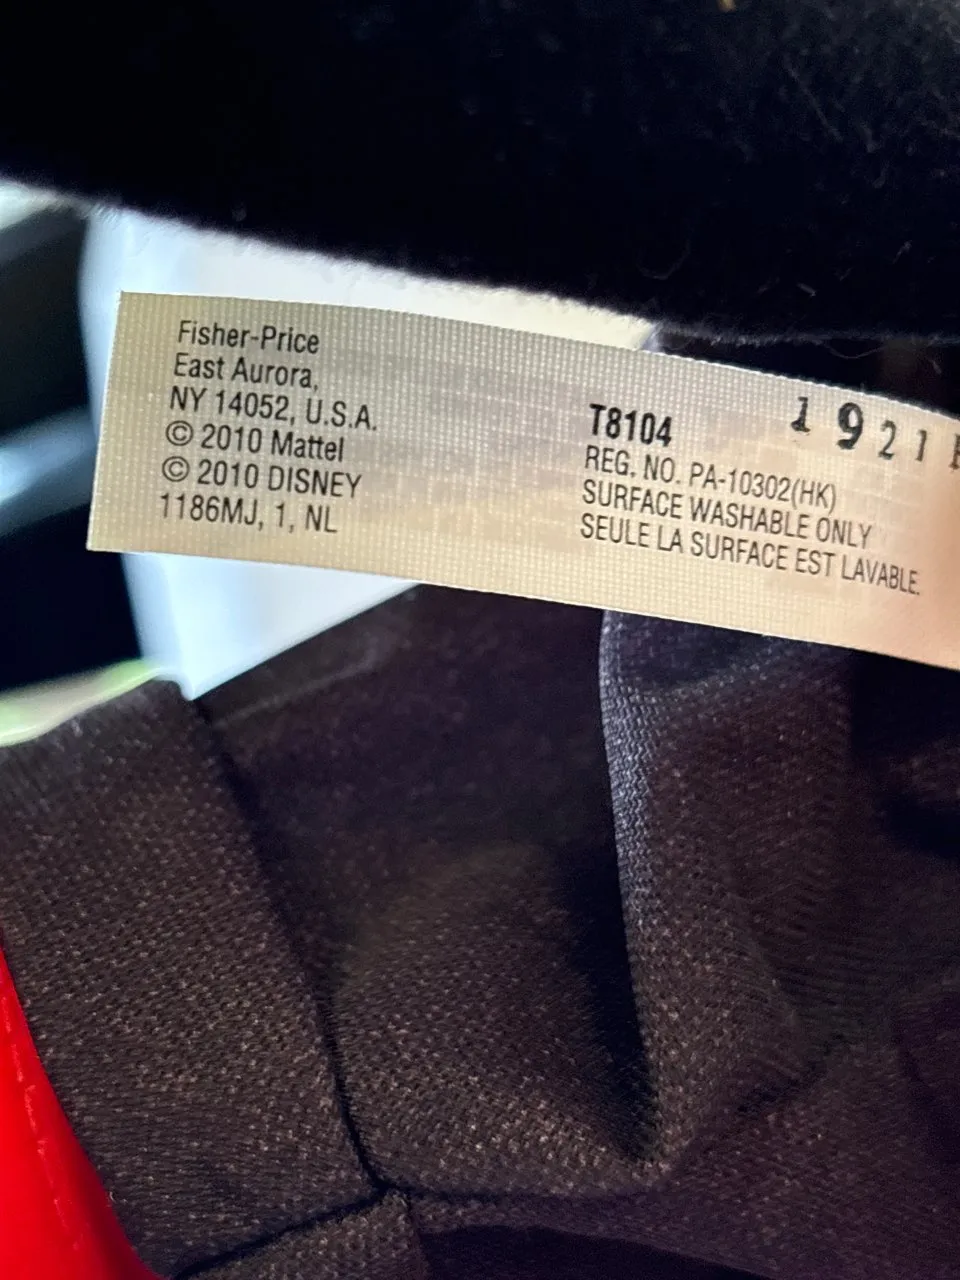 Fisher-Price
East Aurora,
NY 14052, U.S.A.
© 2010 Mattel
© 2010 DISNEY
1186MJ, 1, NL
1921
T8104
REG. NO. PA-10302(HK)
SURFACE WASHABLE ONLY
SEULE LA SURFACE EST LAVABLE.